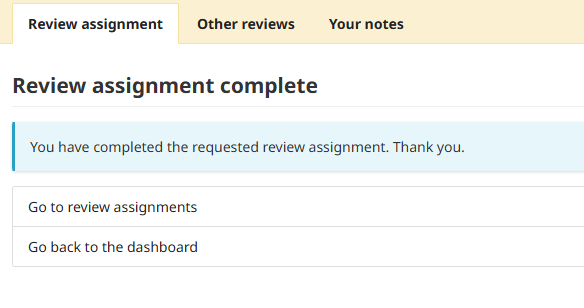 Review assignment
Other reviews
Your notes
Review assignment complete
You have completed the requested review assignment. Thank you.
Go to review assignments
Go back to the dashboard